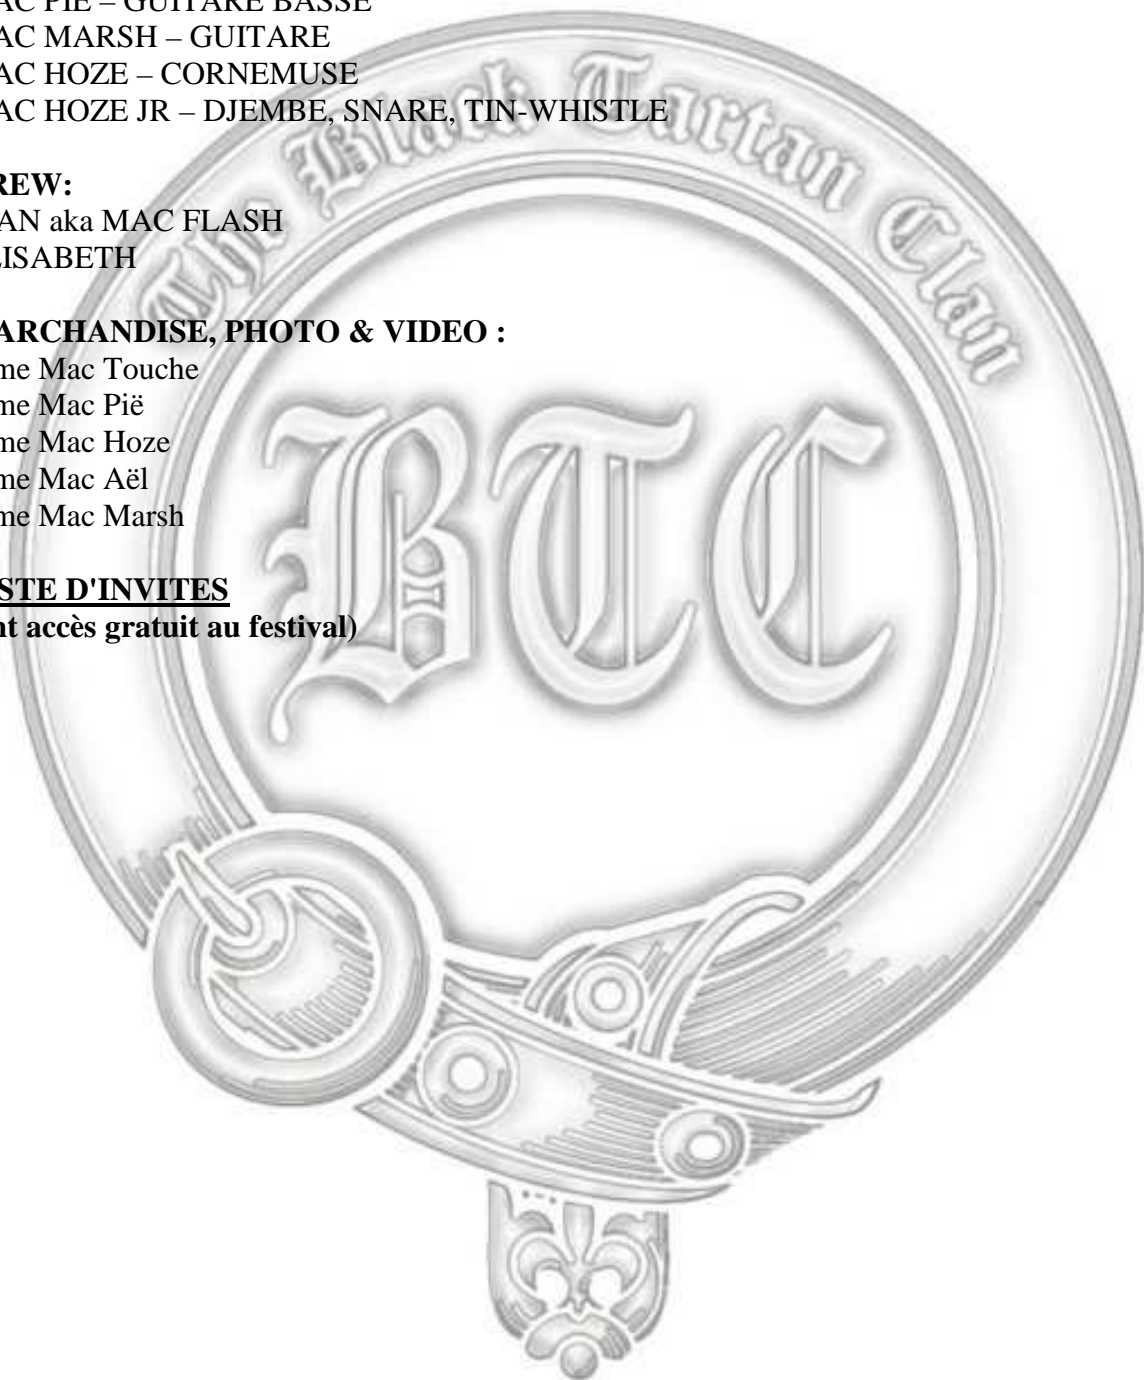 AC PIE – GUITARE BASSE
AC MARSH – GUITARE
AC HOZE – CORNEMUSE
AC HOZE JR – DJEMBE, SNARE, TIN-WHISTLE
REW:
AN aka MAC FLASH
LISABETH
ARCHANDISE, PHOTO & VIDEO :
me Mac Touche
me Mac Pië
me Mac Hoze
me Mac Aël
me Mac Marsh
STE D'INVITES
nt accès gratuit au festival)
The Black Tartan Clan
BTC